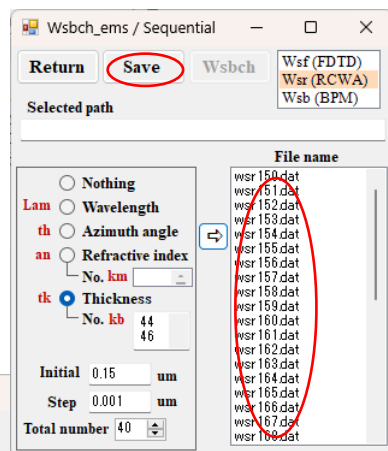 Wsbch_ems / Sequential
Return Save Wsbch
Wsf (FDTD)
Wsr (RCWA)
Wsb (BPM)
Selected path
File name
Nothing
Lam Wavelength
th Azimuth angle
an Refractive index
No. km
tk Thickness
No. kb 44
46
Initial 0.15 um
Step 0.001 um
Total number 40
wsr150.dat
wsr151.dat
wsr152.dat
wsr153.dat
wsr154.dat
wsr155.dat
wsr156.dat
wsr157.dat
wsr158.dat
wsr159.dat
wsr160.dat
wsr161.dat
wsr162.dat
wsr163.dat
wsr164.dat
wsr165.dat
wsr166.dat
wsr167.dat
wsr168.dat